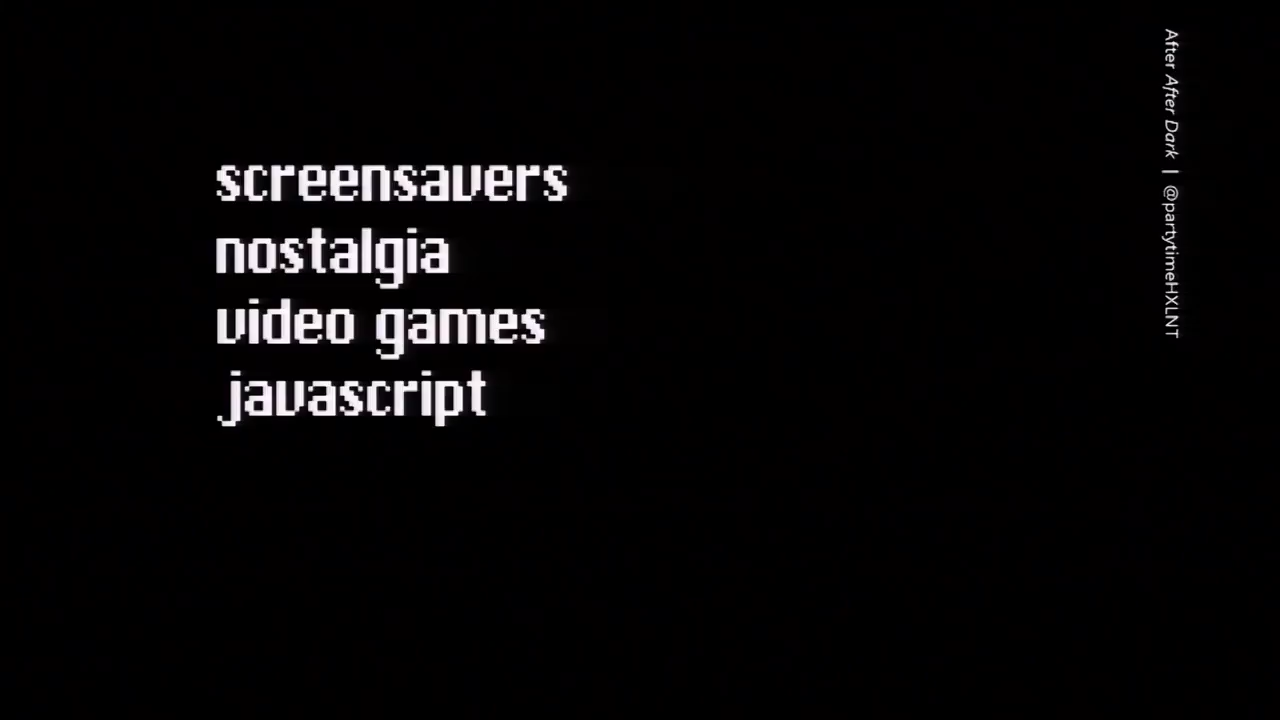 screensavers
nostalgia
video games
javascript
After After Dark | @partytimeHXLNT